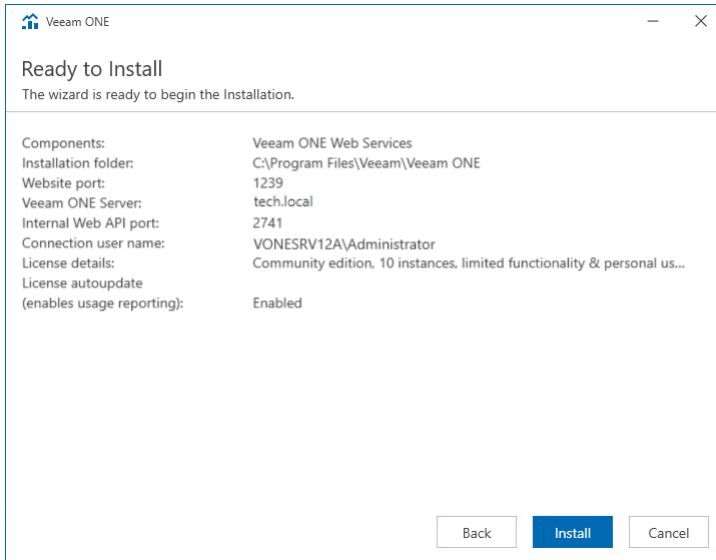 Veeam ONE
Ready to Install
The wizard is ready to begin the Installation.
Components: Veeam ONE Web Services
Installation folder: C:\Program Files\Veeam\Veeam ONE
Website port: 1239
Veeam ONE Server: tech.local
Internal Web API port: 2741
Connection user name: VONESRV12A\Administrator
License details: Community edition, 10 instances, limited functionality & personal us...
License autoupdate
(enables usage reporting): Enabled
Back Install Cancel